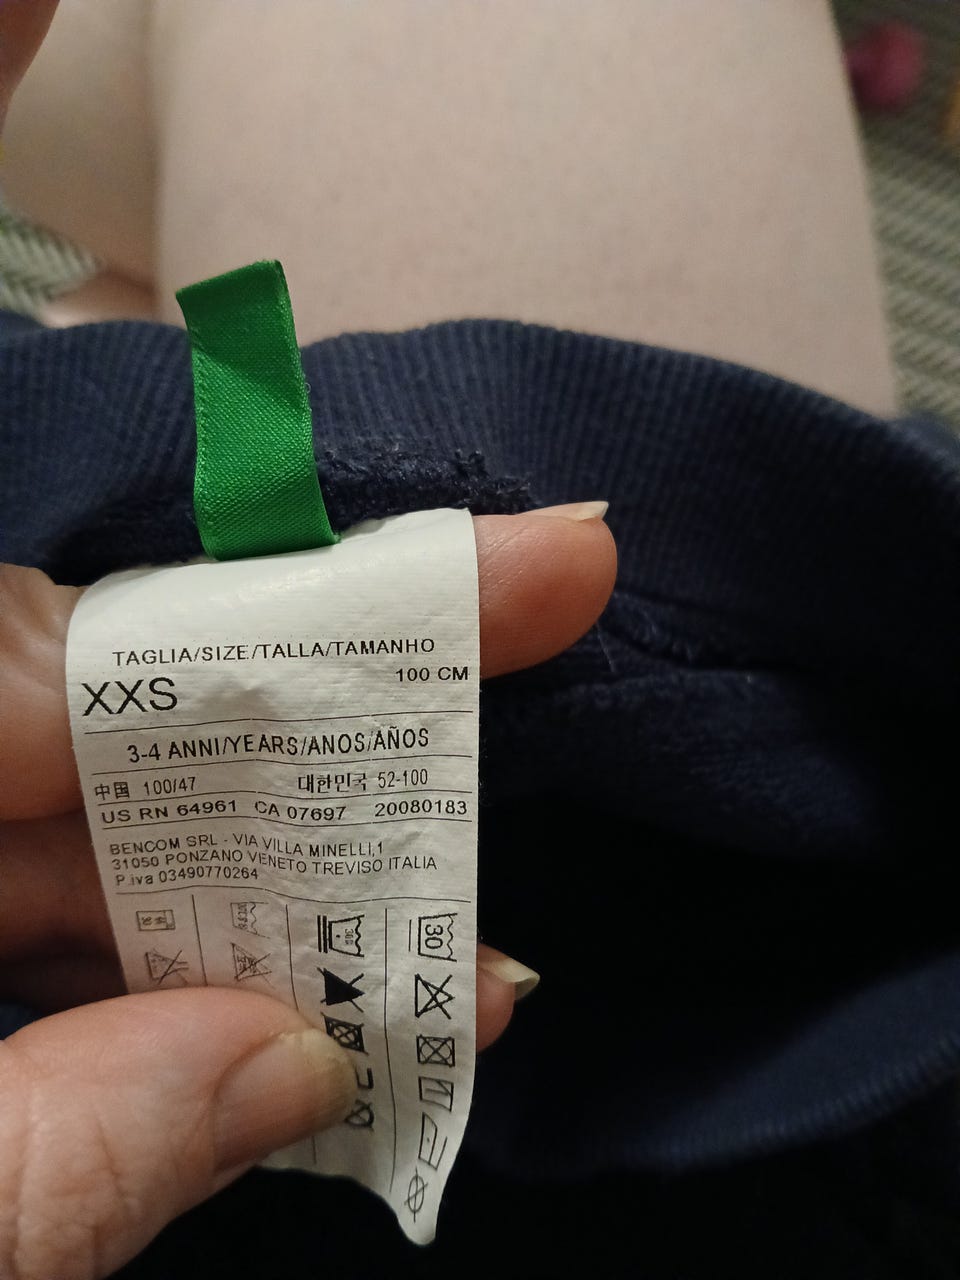 TAGLIA/SIZE/TALLA/TAMANHO
100 CM
XXS
3-4 ANNI/YEARS/ANOS/AÑOS
中国 100/47 대한민국 52-100
US RN 64961 CA 07697 20080183
BENCOM SRL - VIA VILLA MINELLI,1
31050 PONZANO VENETO TREVISO ITALIA
P.iva 03490770264
30
30